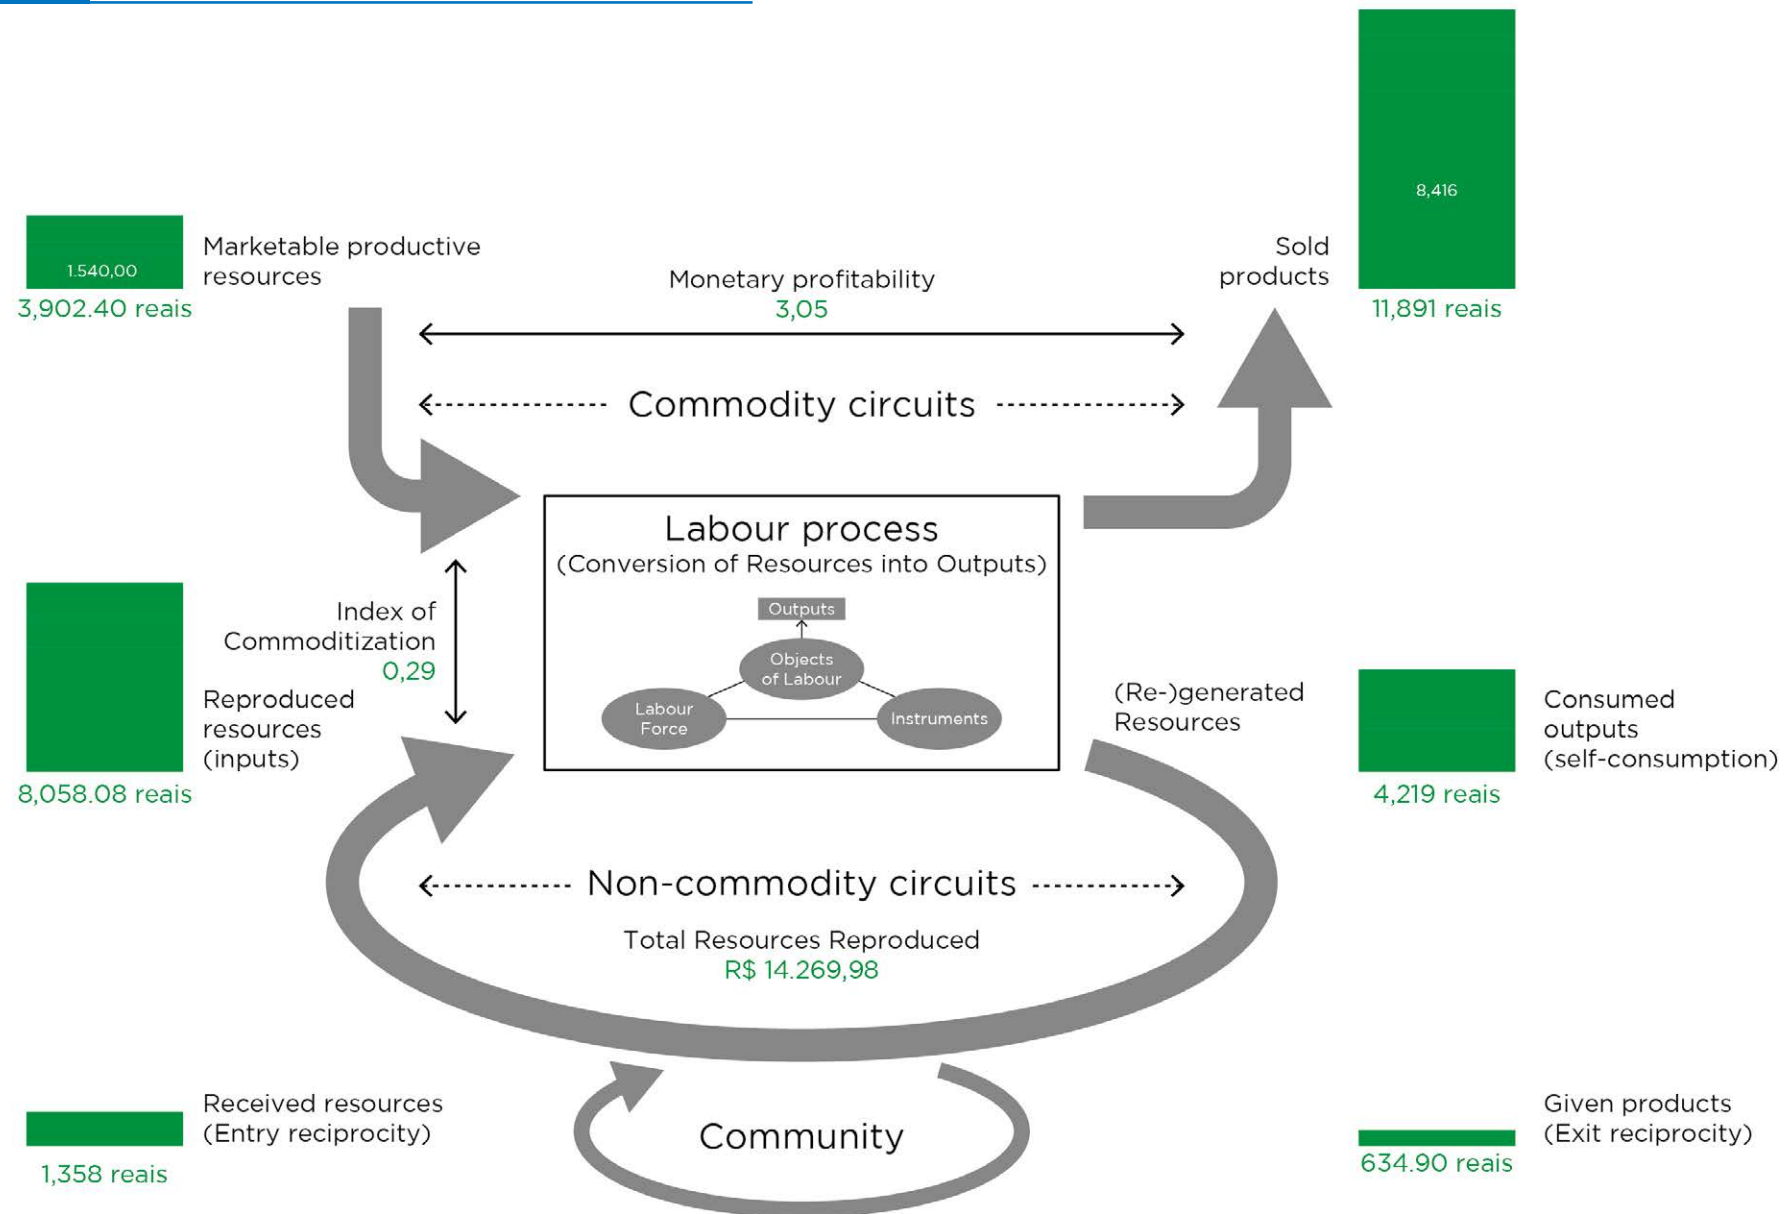 8,416
1.540,00
3,902.40 reais
Marketable productive
resources
Monetary profitability
3,05
Sold
products
11,891 reais
Commodity circuits
Labour process
(Conversion of Resources into Outputs)
Outputs
Objects
of Labour
Labour
Force
Instruments
Index of
Commoditization
0,29
Reproduced
resources
(inputs)
8,058.08 reais
(Re-)generated
Resources
Consumed
outputs
(self-consumption)
4,219 reais
Non-commodity circuits
Total Resources Reproduced
R$ 14.269,98
Received resources
(Entry reciprocity)
1,358 reais
Community
Given products
(Exit reciprocity)
634.90 reais